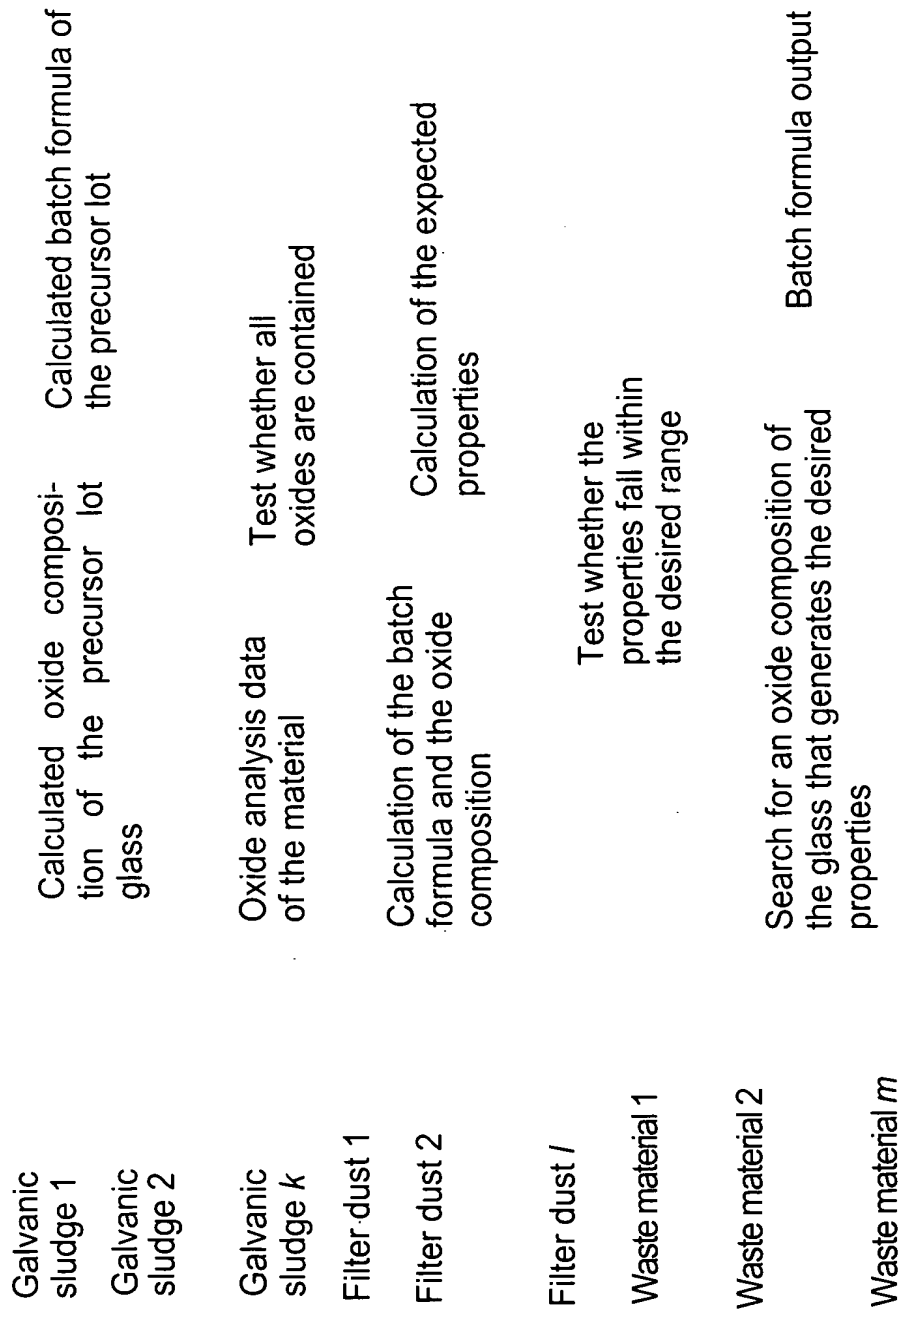 Galvanic
sludge 1
Galvanic
sludge 2
Galvanic
sludge k
Filter dust 1
Filter dust 2
Filter dust l
Waste material 1
Waste material 2
Waste material m
Calculated oxide composi-
tion of the precursor lot
glass
Oxide analysis data
of the material
Calculation of the batch
formula and the oxide
composition
Search for an oxide composition of
the glass that generates the desired
properties
Calculated batch formula of
the precursor lot
Test whether all
oxides are contained
Calculation of the expected
properties
Test whether the
properties fall within
the desired range
Batch formula output